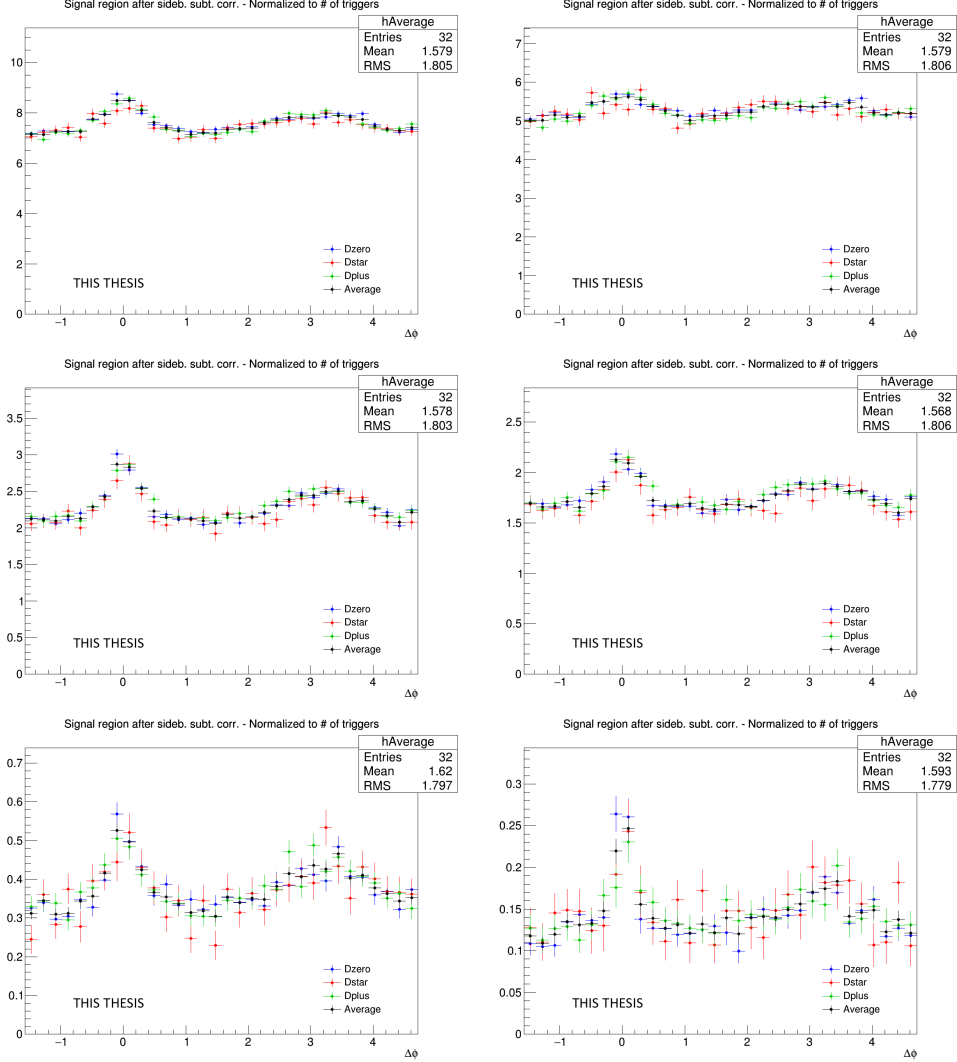 Signal region after sideb. subt. corr. - Normalized to # of triggers
hAverage
Entries 32
Mean 1.579
RMS 1.805
10
8
6
4
2
0
−1 0 1 2 3 4
Δϕ
Dzero
Dstar
Dplus
Average
THIS THESIS
Signal region after sideb. subt. corr. - Normalized to # of triggers
hAverage
Entries 32
Mean 1.579
RMS 1.806
7
6
5
4
3
2
1
0
−1 0 1 2 3 4
Δϕ
Dzero
Dstar
Dplus
Average
THIS THESIS
Signal region after sideb. subt. corr. - Normalized to # of triggers
hAverage
Entries 32
Mean 1.578
RMS 1.803
3.5
3
2.5
2
1.5
1
0.5
0
−1 0 1 2 3 4
Δϕ
Dzero
Dstar
Dplus
Average
THIS THESIS
Signal region after sideb. subt. corr. - Normalized to # of triggers
hAverage
Entries 32
Mean 1.568
RMS 1.806
2.5
2
1.5
1
0.5
0
−1 0 1 2 3 4
Δϕ
Dzero
Dstar
Dplus
Average
THIS THESIS
Signal region after sideb. subt. corr. - Normalized to # of triggers
hAverage
Entries 32
Mean 1.62
RMS 1.797
0.7
0.6
0.5
0.4
0.3
0.2
0.1
0
−1 0 1 2 3 4
Δϕ
Dzero
Dstar
Dplus
Average
THIS THESIS
Signal region after sideb. subt. corr. - Normalized to # of triggers
hAverage
Entries 32
Mean 1.593
RMS 1.779
0.3
0.25
0.2
0.15
0.1
0.05
0
−1 0 1 2 3 4
Δϕ
Dzero
Dstar
Dplus
Average
THIS THESIS